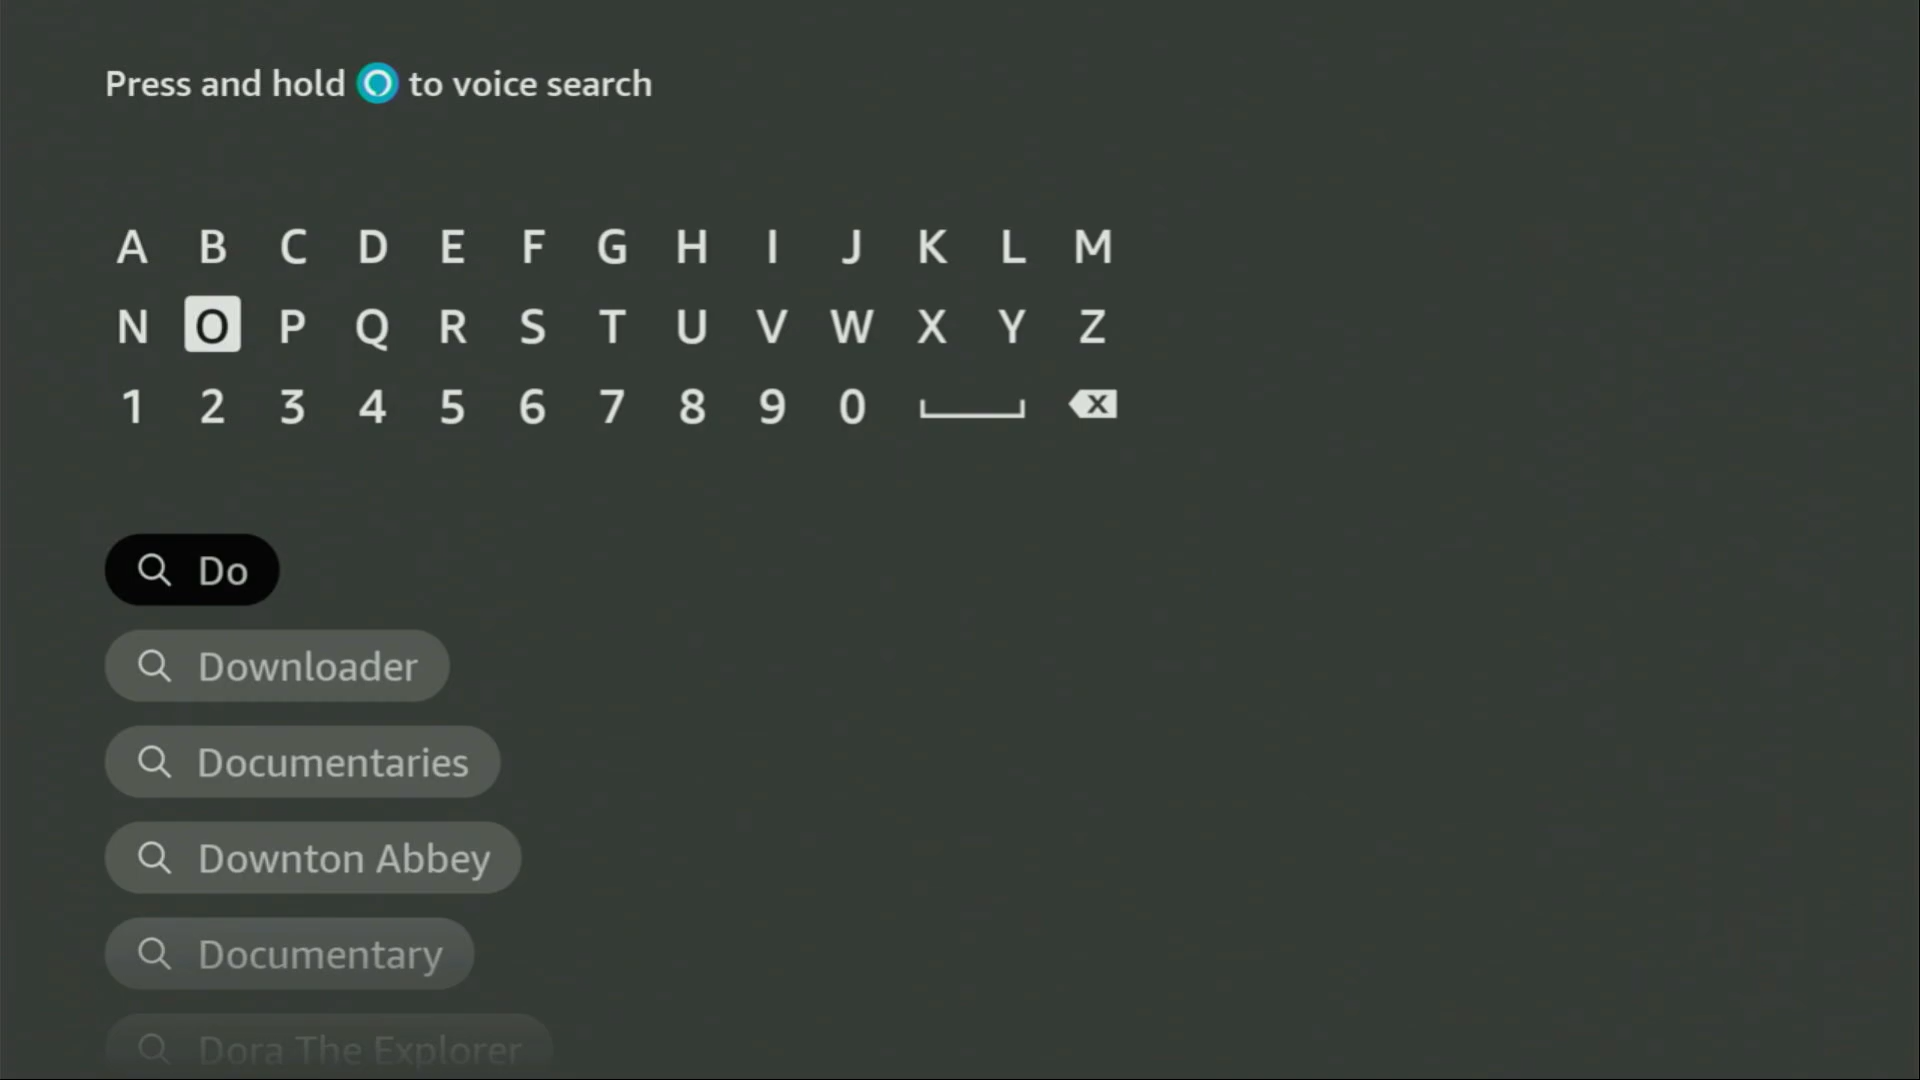 Press and hold to voice search
A B C D E F G H I J K L M
N O P Q R S T U V W X Y Z
1 2 3 4 5 6 7 8 9 0
Do
Downloader
Documentaries
Downton Abbey
Documentary
Dora The Explorer